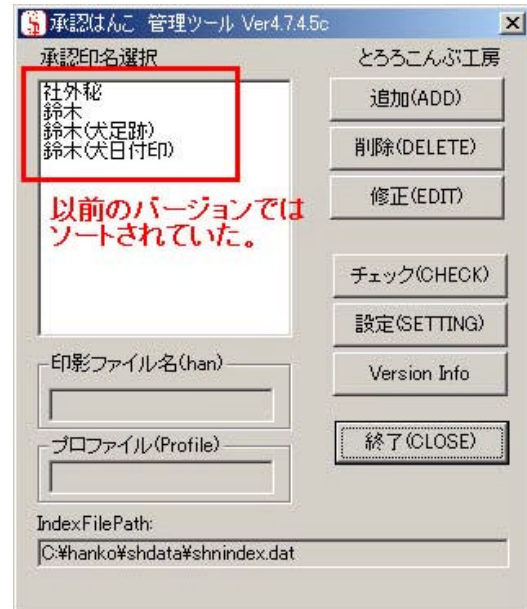 承認はんこ 管理ツール Ver4.7.4.5c
承認印名選択
とろろこんぶ工房
社外秘
鈴木
鈴木(犬足跡)
鈴木(犬日付印)
以前のバージョンでは
ソートされていた。
追加(ADD)
削除(DELETE)
修正(EDIT)
チェック(CHECK)
設定(SETTING)
Version Info
終了(CLOSE)
印影ファイル名(han)
プロファイル(Profile)
IndexFilePath:
C:¥hanko¥shdata¥shnindex.dat